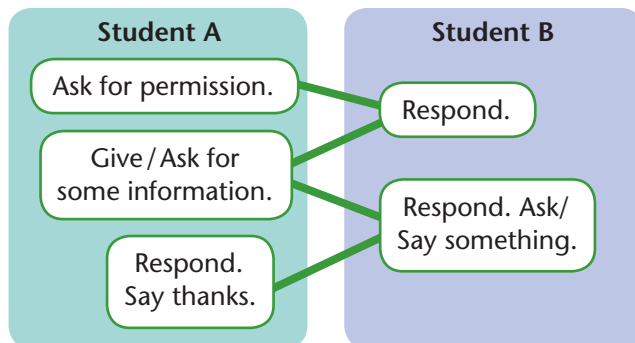 Student A
Student B
Ask for permission.
Respond.
Give / Ask for
some information.
Respond. Ask/
Say something.
Respond.
Say thanks.